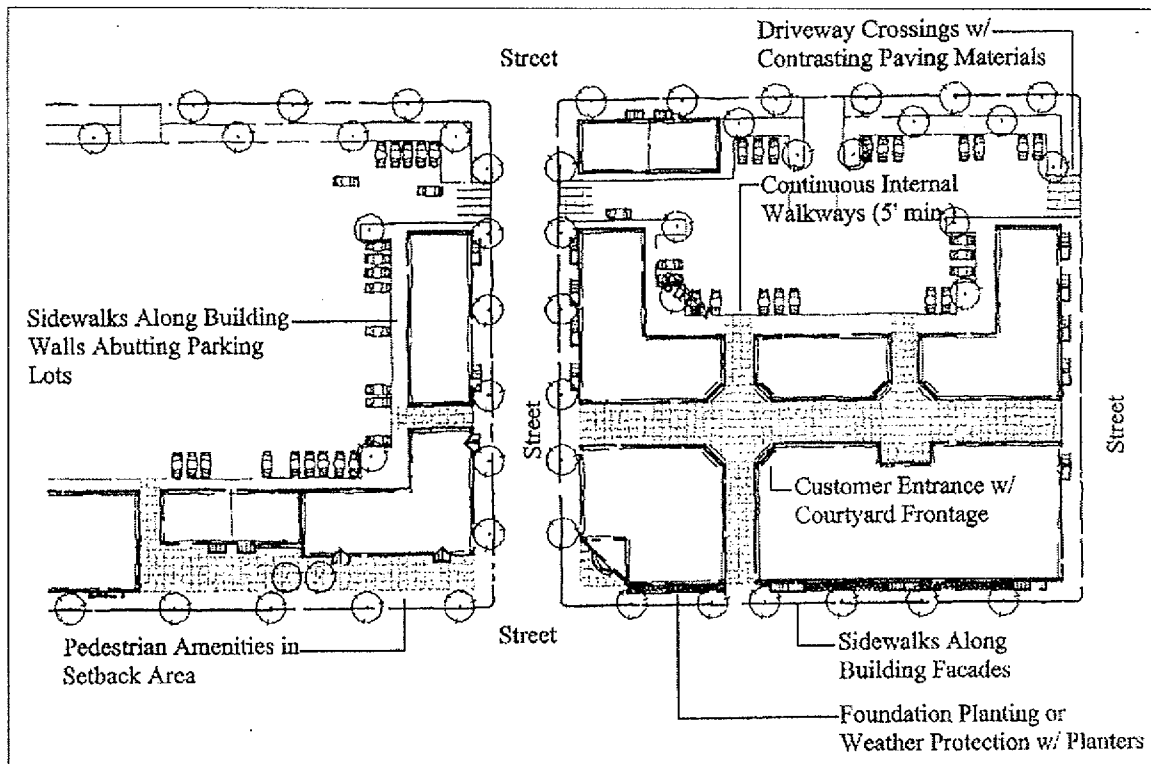 Driveway Crossings w/
Contrasting Paving Materials
Street
Continuous Internal
Walkways (5' min.)
Sidewalks Along Building
Walls Abutting Parking
Lots
Street
Street
Customer Entrance w/
Courtyard Frontage
Street
Pedestrian Amenities in
Setback Area
Sidewalks Along
Building Facades
Foundation Planting or
Weather Protection w/ Planters